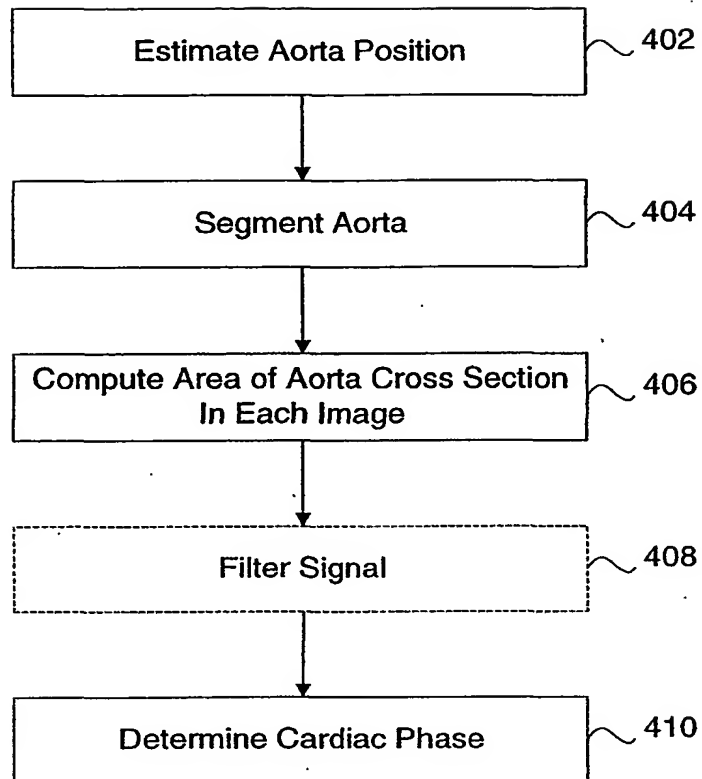 Estimate Aorta Position
402
Segment Aorta
404
Compute Area of Aorta Cross Section
In Each Image
406
Filter Signal
408
Determine Cardiac Phase
410